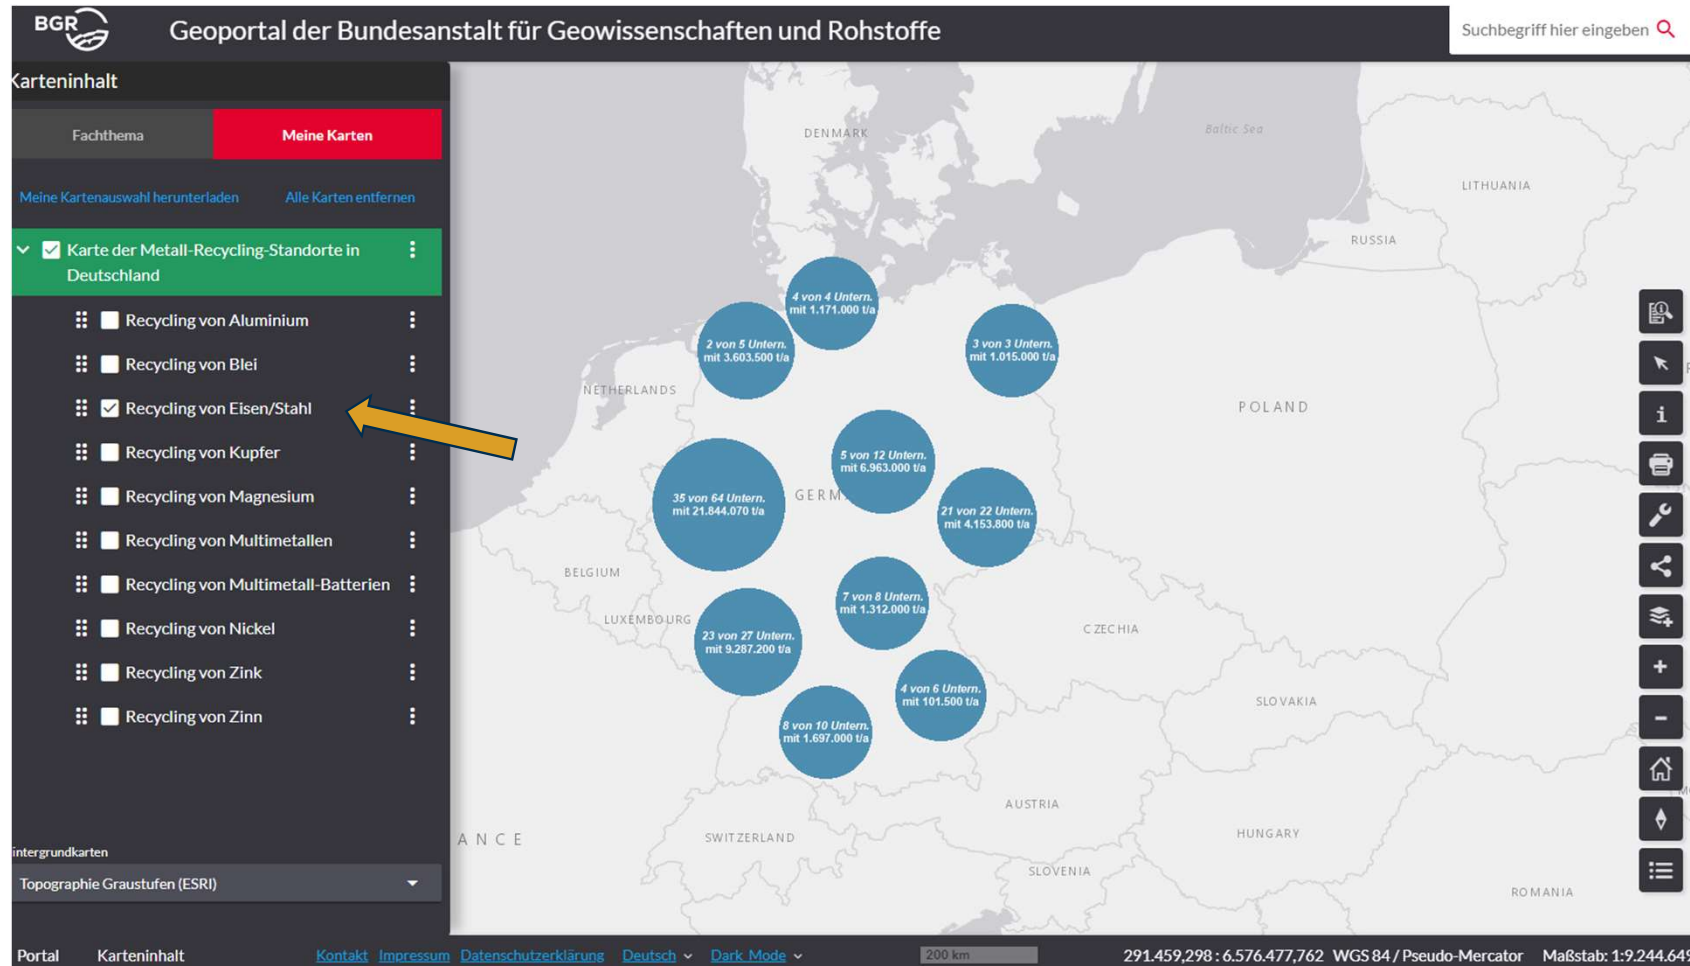 BGR
Geoportal der Bundesanstalt für Geowissenschaften und Rohstoffe
Suchbegriff hier eingeben
Karteninhalt
Fachthema
Meine Karten
Meine Kartenauswahl herunterladen
Alle Karten entfernen
Karte der Metall-Recycling-Standorte in
Deutschland
Recycling von Aluminium
Recycling von Blei
Recycling von Eisen/Stahl
Recycling von Kupfer
Recycling von Magnesium
Recycling von Multimetallen
Recycling von Multimetall-Batterien
Recycling von Nickel
Recycling von Zink
Recycling von Zinn
intergrundkarten
Topographie Graustufen (ESRI)
DENMARK
Baltic Sea
LITHUANIA
RUSSIA
4 von 4 Untern.
mit 1.171.000 t/a
2 von 5 Untern.
mit 3.603.500 t/a
3 von 3 Untern.
mit 1.015.000 t/a
NETHERLANDS
POLAND
5 von 12 Untern.
mit 6.963.000 t/a
35 von 64 Untern.
mit 21.844.070 t/a
GERM
21 von 22 Untern.
mit 4.153.800 t/a
BELGIUM
7 von 8 Untern.
mit 1.312.000 t/a
LUXEMBOURG
CZECHIA
23 von 27 Untern.
mit 9.287.200 t/a
4 von 6 Untern.
mit 101.500 t/a
SLOVAKIA
8 von 10 Untern.
mit 1.697.000 t/a
AUSTRIA
ANCE
SWITZERLAND
HUNGARY
SLOVENIA
ROMANIA
Portal
Karteninhalt
Kontakt Impressum Datenschutzerklärung Deutsch Dark Mode
200 km
291.459,298 : 6.576.477,762 WGS 84 / Pseudo-Mercator Maßstab: 1:9.244.649